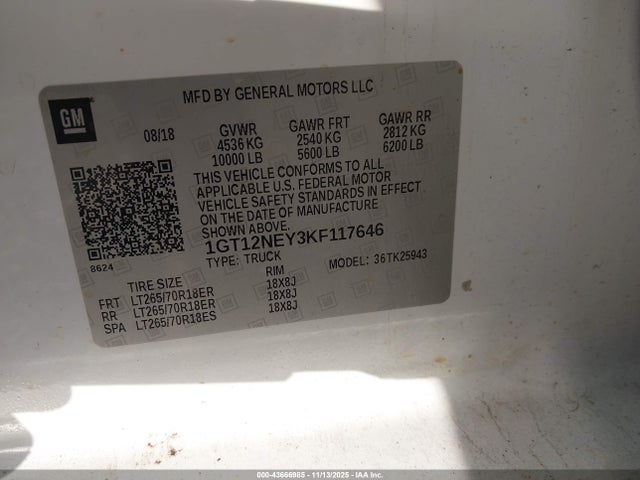 MFD BY GENERAL MOTORS LLC
GM
08/18 GVWR GAWR FRT GAWR RR
4536 KG 2540 KG 2812 KG
10000 LB 5600 LB 6200 LB
THIS VEHICLE CONFORMS TO ALL
APPLICABLE U.S. FEDERAL MOTOR
VEHICLE SAFETY STANDARDS IN EFFECT
ON THE DATE OF MANUFACTURE
SHOWN ABOVE.
8624
1GT12NEY3KF117646
TYPE: TRUCK MODEL: 36TK25943
TIRE SIZE RIM
FRT LT265/70R18ER 18X8J
RR LT265/70R18ER 18X8J
SPA LT265/70R18ES 18X8J
000-43666985 - 11/13/2025 - IAA, Inc.